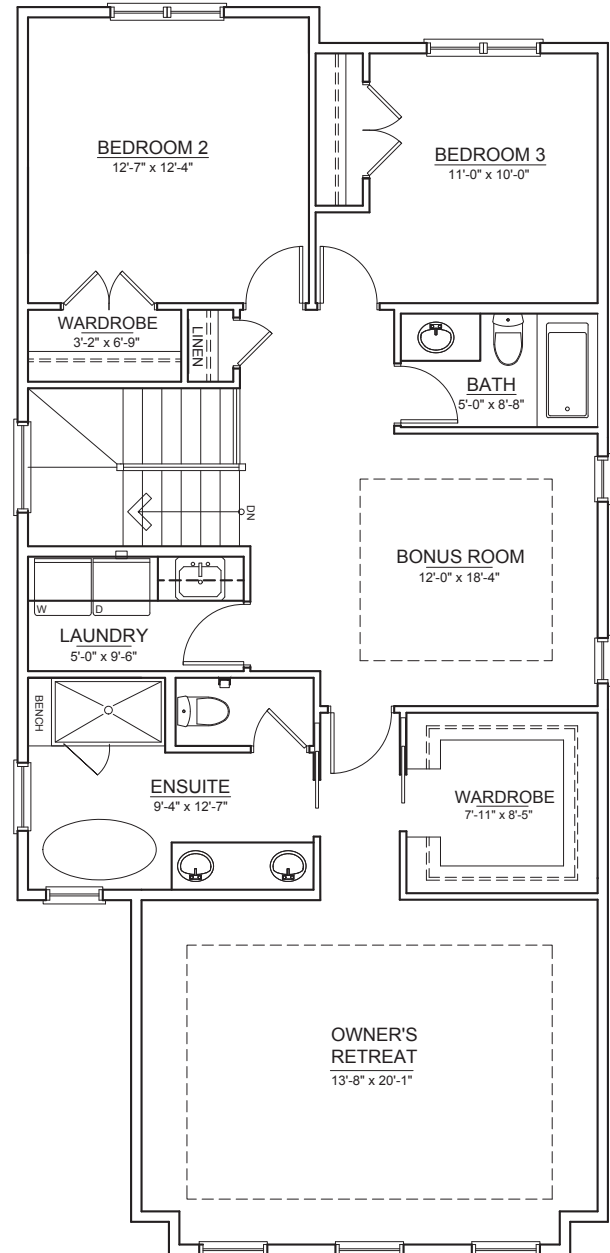 BEDROOM 2
12'-7" x 12'-4"
BEDROOM 3
11'-0" x 10'-0"
WARDROBE
3'-2" x 6'-9"
LINEN
BATH
5'-0" x 8'-8"
DN
BONUS ROOM
12'-0" x 18'-4"
W
D
LAUNDRY
5'-0" x 9'-6"
BENCH
ENSUITE
9'-4" x 12'-7"
WARDROBE
7'-11" x 8'-5"
OWNER'S
RETREAT
13'-8" x 20'-1"